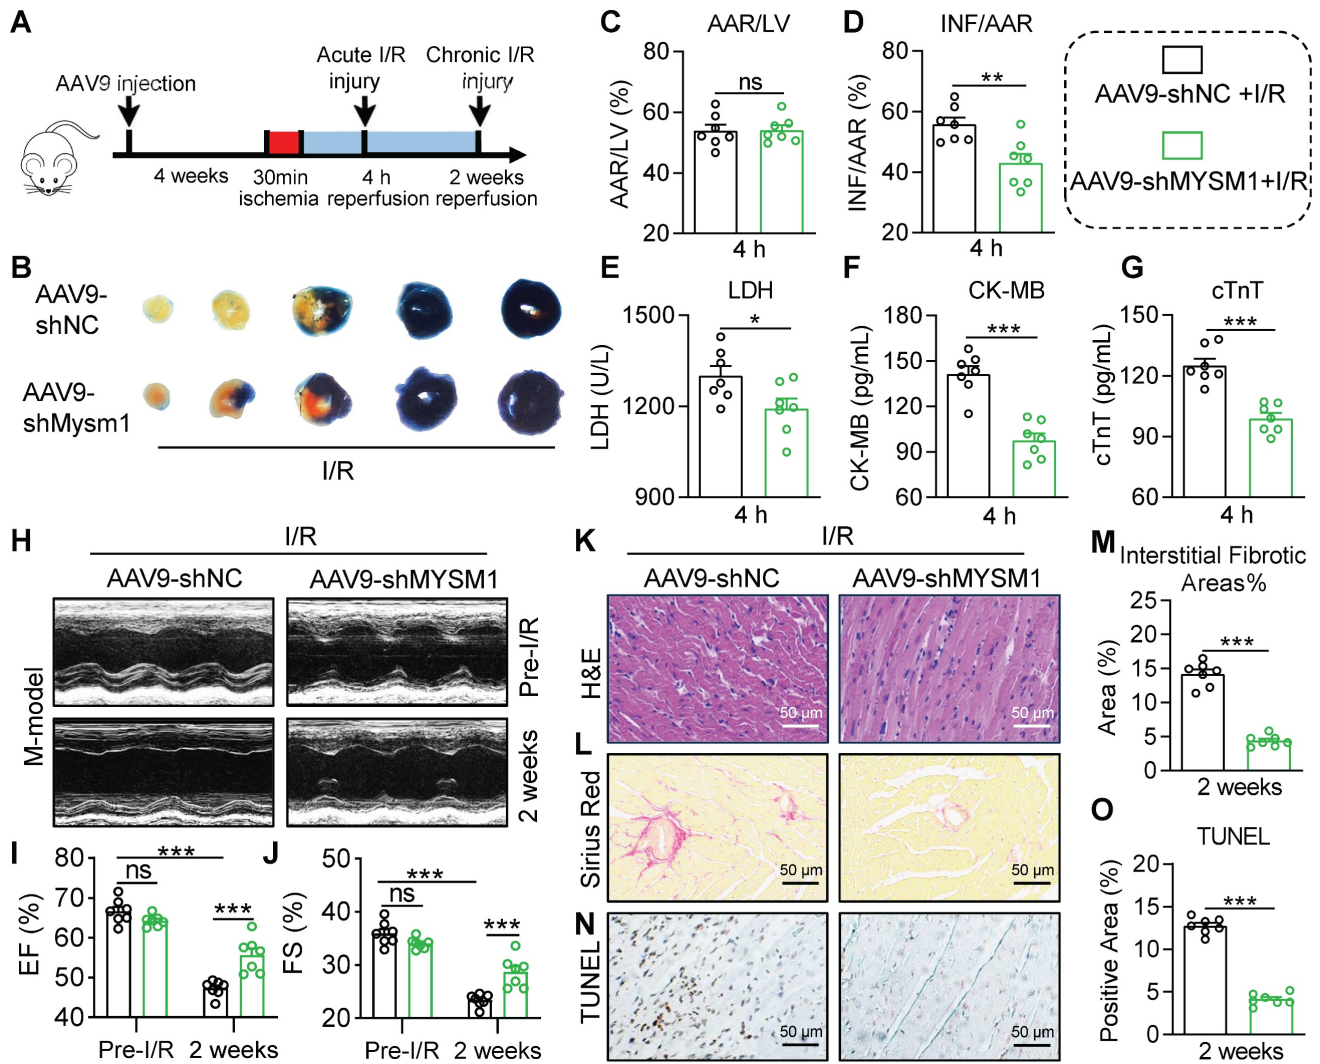 A
AAV9 injection
Acute I/R
injury
Chronic I/R
injury
4 weeks
30min
ischemia
4 h
reperfusion
2 weeks
reperfusion
B
AAV9-
shNC
AAV9-
shMysm1
I/R
C
AAR/LV
AAR/LV (%)
80
60
40
20
ns
4 h
D
INF/AAR
INF/AAR (%)
80
60
40
20
**
4 h
AAV9-shNC +I/R
AAV9-shMYSM1+I/R
E
LDH
LDH (U/L)
1500
1200
900
*
4 h
F
CK-MB
CK-MB (pg/mL)
180
150
120
90
60
***
4 h
G
cTnT
cTnT (pg/mL)
150
120
90
60
***
4 h
H
I/R
AAV9-shNC
AAV9-shMYSM1
M-model
Pre-I/R
2 weeks
I
EF (%)
80
70
60
50
40
***
ns
***
Pre-I/R
2 weeks
J
FS (%)
50
40
30
20
***
ns
***
Pre-I/R
2 weeks
K
I/R
AAV9-shNC
AAV9-shMYSM1
H&E
50 µm
50 µm
L
Sirius Red
50 µm
50 µm
N
TUNEL
50 µm
50 µm
M
Interstitial Fibrotic
Areas%
Area (%)
25
20
15
10
5
0
***
2 weeks
O
TUNEL
Positive Area (%)
20
15
10
5
0
***
2 weeks